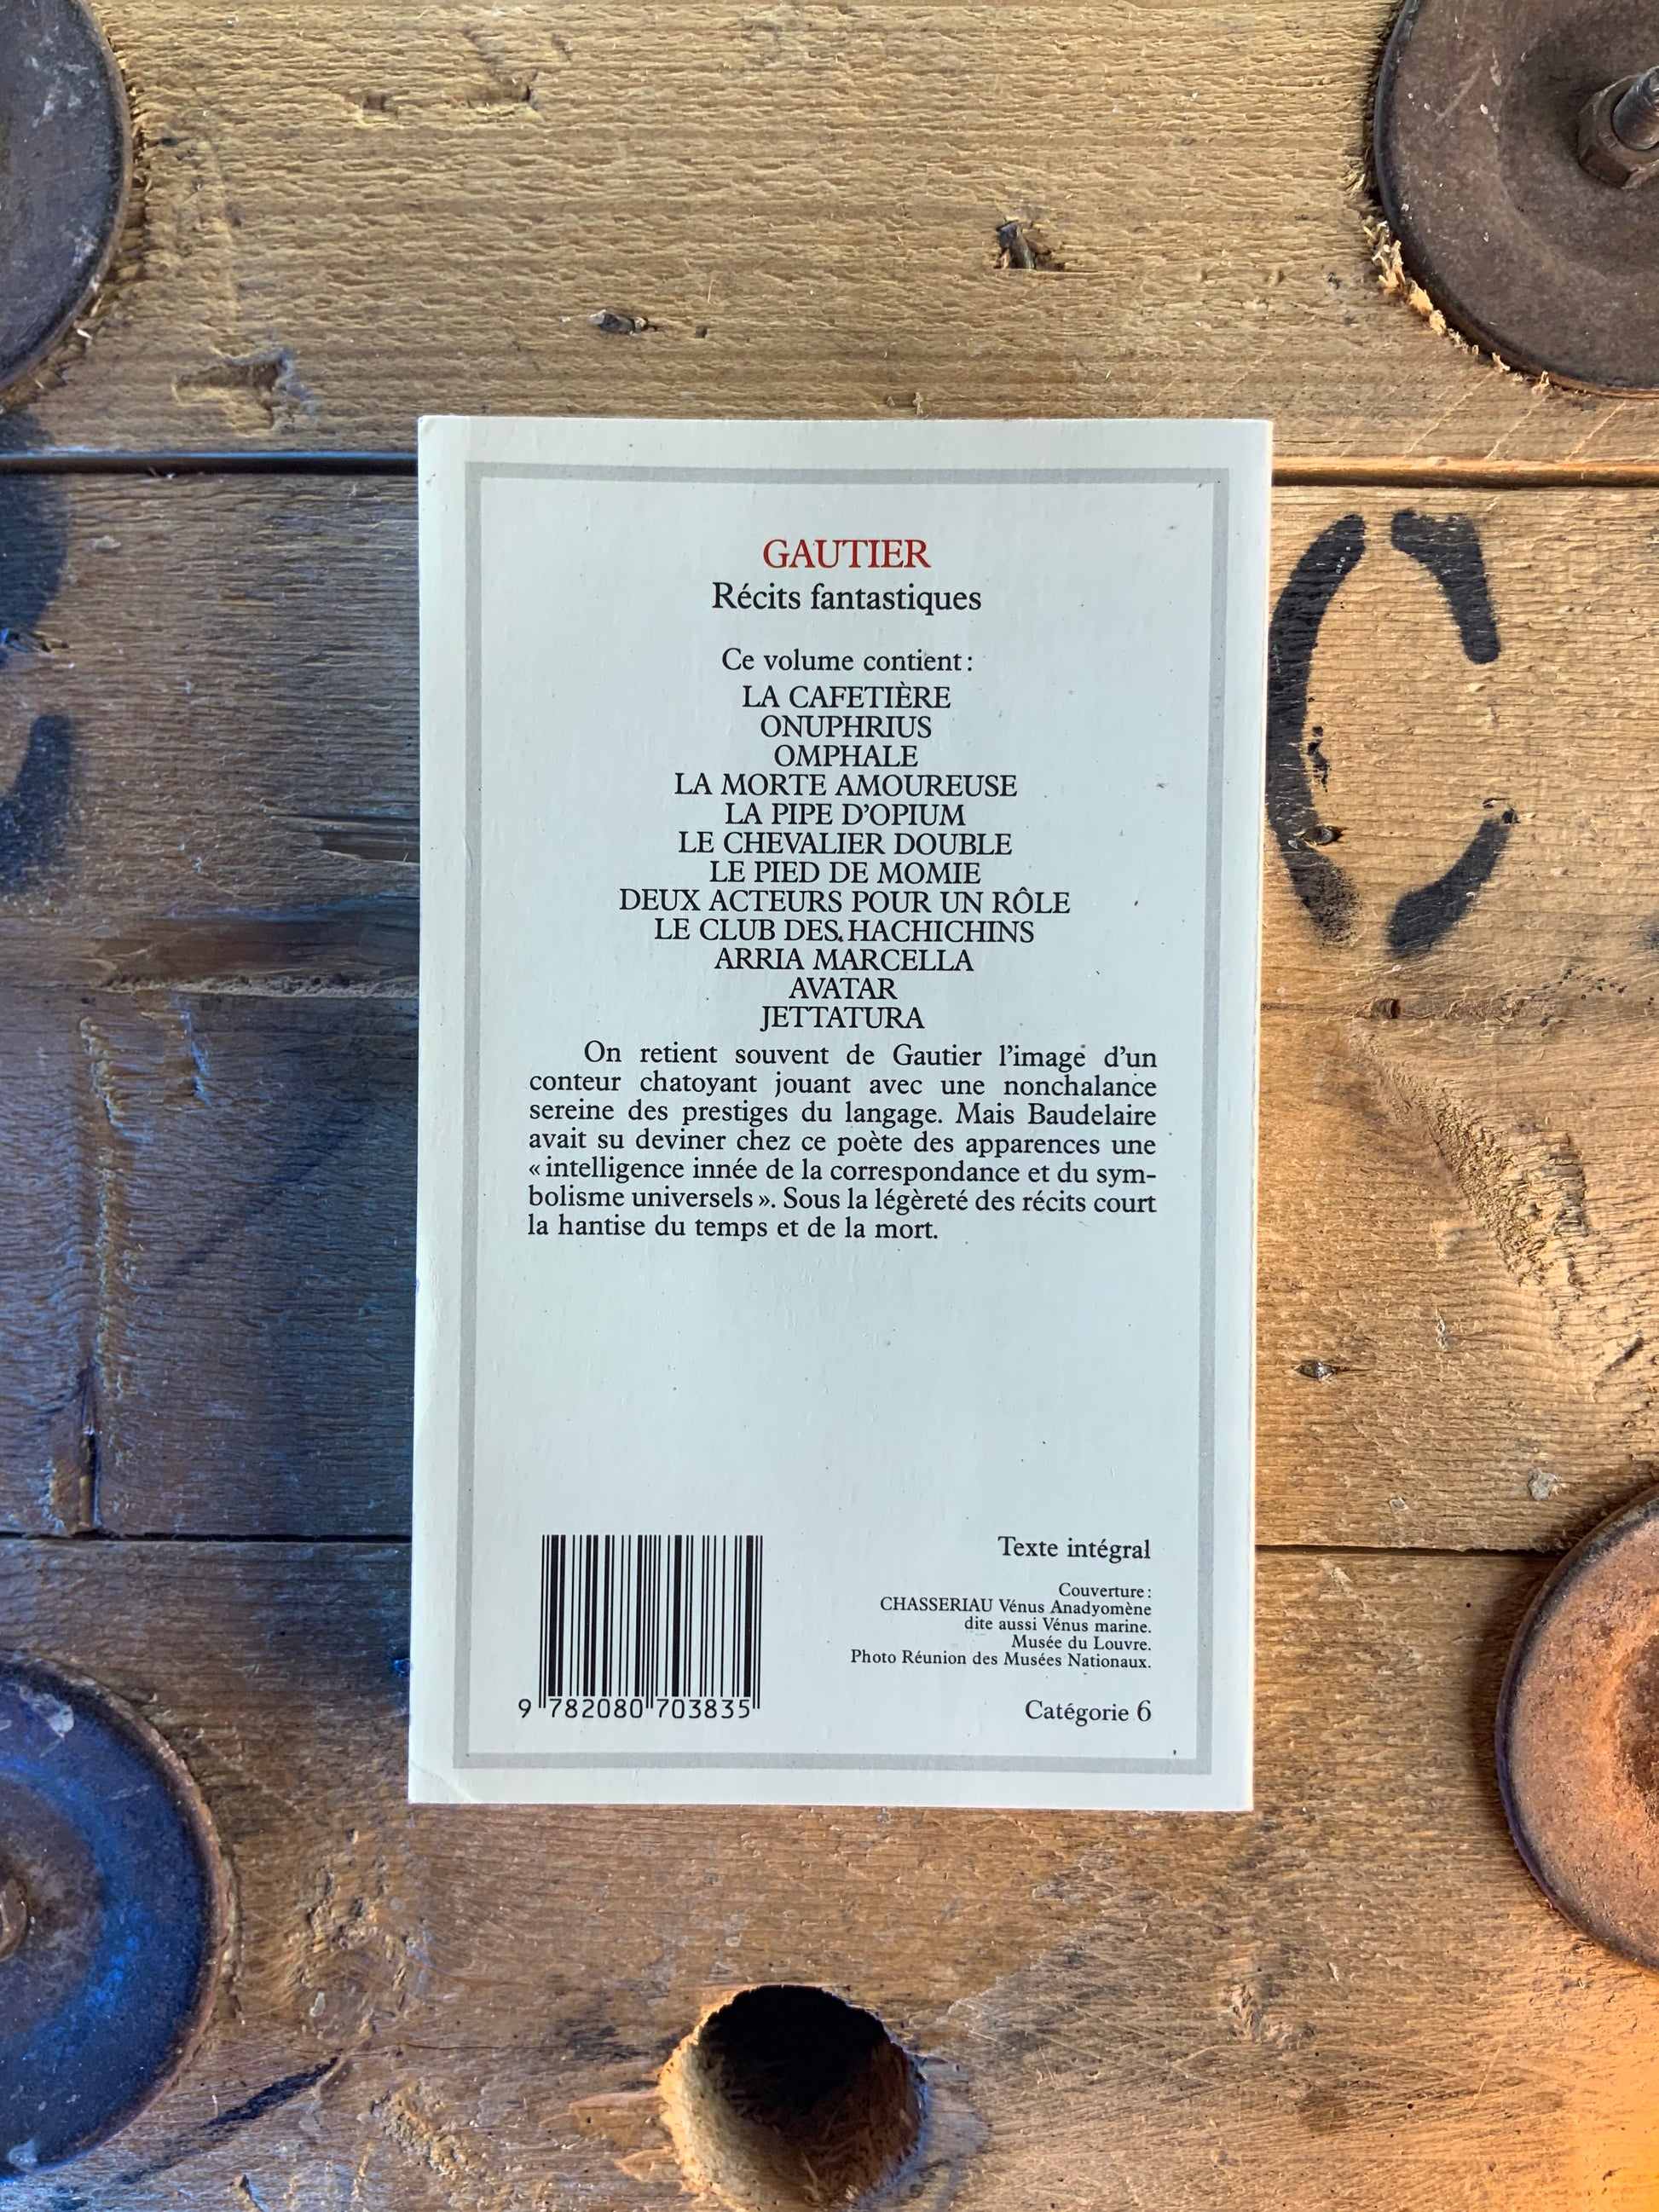 GAUTIER
Récits fantastiques
Ce volume contient :
LA CAFETIÈRE
ONUPHRIUS
OMPHALE
LA MORTE AMOUREUSE
LA PIPE D'OPIUM
LE CHEVALIER DOUBLE
LE PIED DE MOMIE
DEUX ACTEURS POUR UN RÔLE
LE CLUB DES HACHICHINS
ARRIA MARCELLA
AVATAR
JETTATURA
On retient souvent de Gautier l'image d'un
conteur chatoyant jouant avec une nonchalance
sereine des prestiges du langage. Mais Baudelaire
avait su deviner chez ce poète des apparences une
« intelligence innée de la correspondance et du sym-
bolisme universels ». Sous la légèreté des récits court
la hantise du temps et de la mort.
Texte intégral
Couverture :
CHASSERIAU Vénus Anadyomène
dite aussi Vénus marine.
Musée du Louvre.
Photo Réunion des Musées Nationaux.
9 782080 703835
Catégorie 6
C